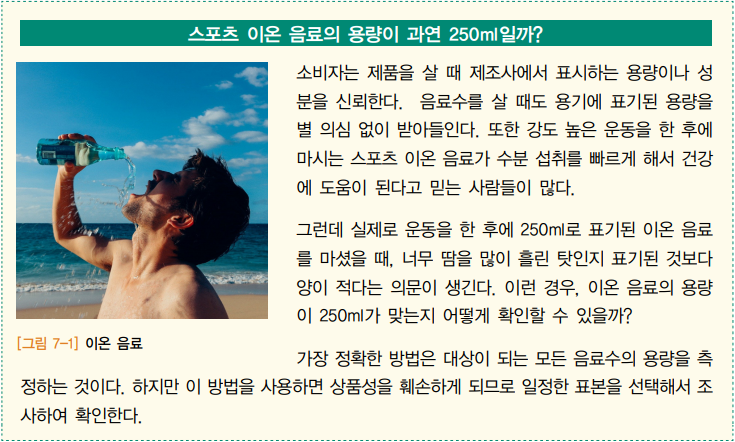 스포츠 이온 음료의 용량이 과연 250ml일까?
소비자는 제품을 살 때 제조사에서 표시하는 용량이나 성
분을 신뢰한다. 음료수를 살 때도 용기에 표기된 용량을
별 의심 없이 받아들인다. 또한 강도 높은 운동을 한 후에
마시는 스포츠 이온 음료가 수분 섭취를 빠르게 해서 건강
에 도움이 된다고 믿는 사람들이 많다.
그런데 실제로 운동을 한 후에 250ml로 표기된 이온 음료
를 마셨을 때, 너무 땀을 많이 흘린 탓인지 표기된 것보다
양이 적다는 의문이 생긴다. 이런 경우, 이온 음료의 용량
이 250ml가 맞는지 어떻게 확인할 수 있을까?
[그림 7-1] 이온 음료
가장 정확한 방법은 대상이 되는 모든 음료수의 용량을 측
정하는 것이다. 하지만 이 방법을 사용하면 상품성을 훼손하게 되므로 일정한 표본을 선택해서 조
사하여 확인한다.